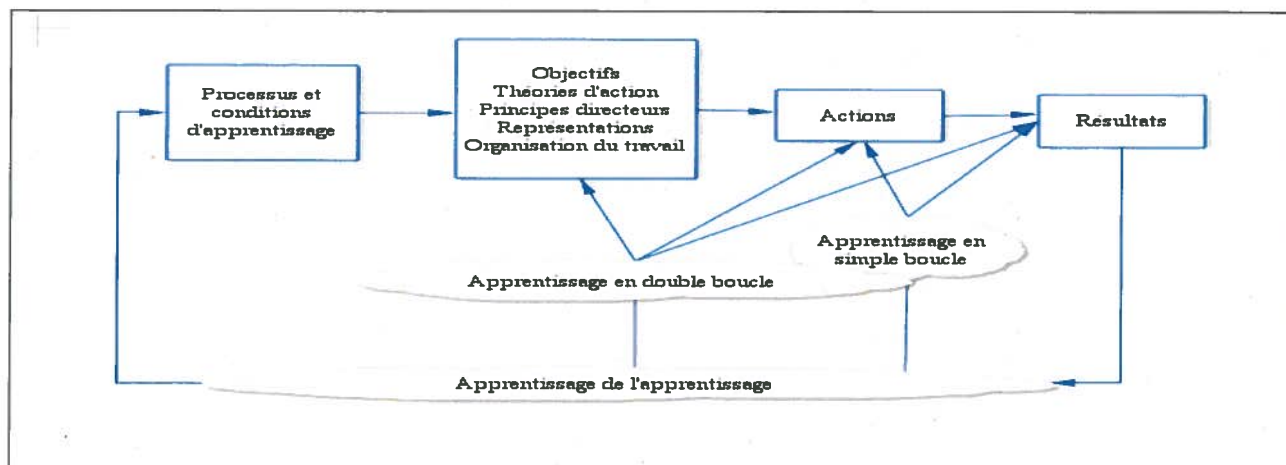 Processus et
conditions
d'apprentissage
Objectifs
Théories d'action
Principes directeurs
Représentations
Organisation du travail
Actions
Résultats
Apprentissage en
simple boucle
Apprentissage en double boucle
Apprentissage de l'apprentissage